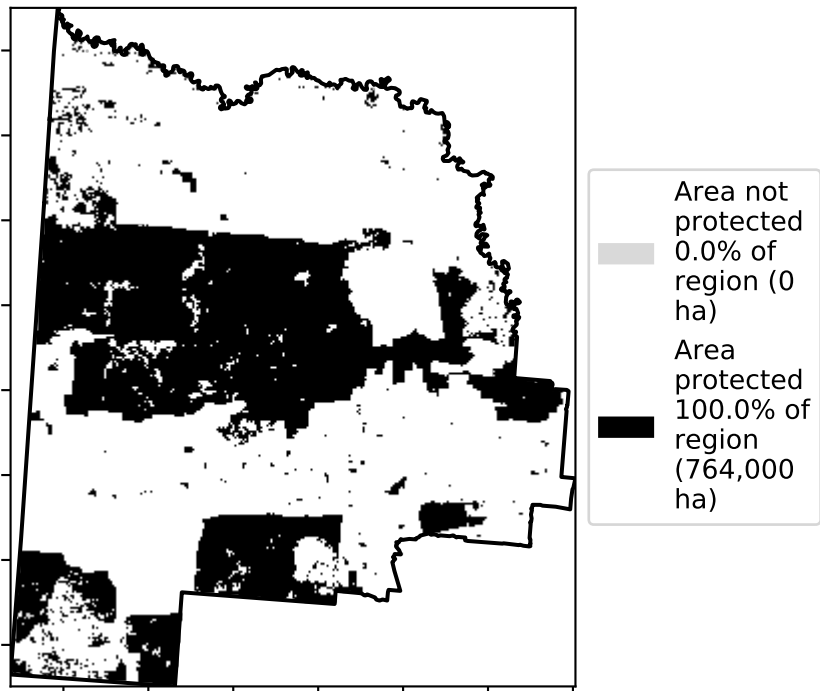 Area not
protected
0.0% of
region (0
ha)
Area
protected
100.0% of
region
(764,000
ha)